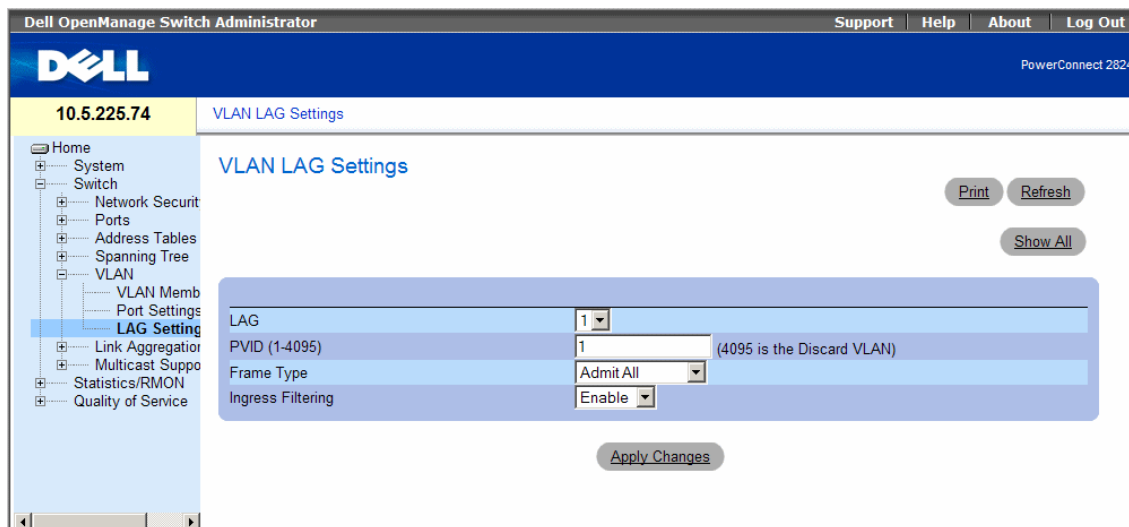 Dell OpenManage Switch Administrator
Support | Help | About | Log Out
DELL
PowerConnect 2824
10.5.225.74
VLAN LAG Settings
Home
System
Switch
Network Securit
Ports
Address Tables
Spanning Tree
VLAN
VLAN Memb
Port Settings
LAG Setting
Link Aggregation
Multicast Suppo
Statistics/RMON
Quality of Service
VLAN LAG Settings
Print
Refresh
Show All
LAG 1
PVID (1-4095) 1 (4095 is the Discard VLAN)
Frame Type Admit All
Ingress Filtering Enable
Apply Changes